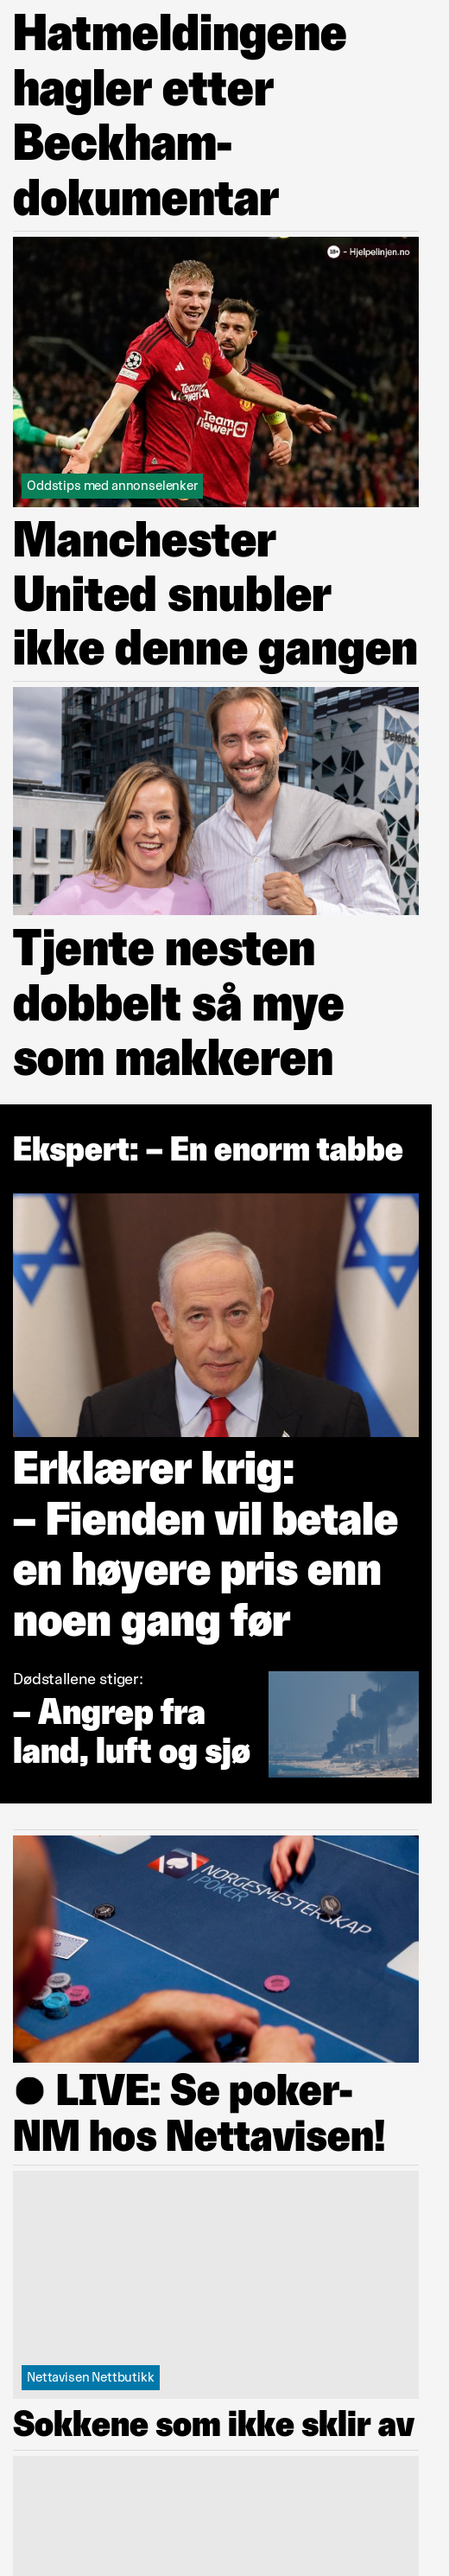 Hatmeldingene
hagler etter
Beckham-
dokumentar
18+ - Hjelpelinjen.no
TeamViewer
TeamViewer
Oddstips med annonselenker
Manchester
United snubler
ikke denne gangen
Deloitte.
Tjente nesten
dobbelt så mye
som makkeren
Ekspert: – En enorm tabbe
Erklærer krig:
– Fienden vil betale
en høyere pris enn
noen gang før
Dødstallene stiger:
– Angrep fra
land, luft og sjø
NORGESMESTERSKAP
I POKER
● LIVE: Se poker-
NM hos Nettavisen!
Nettavisen Nettbutikk
Sokkene som ikke sklir av